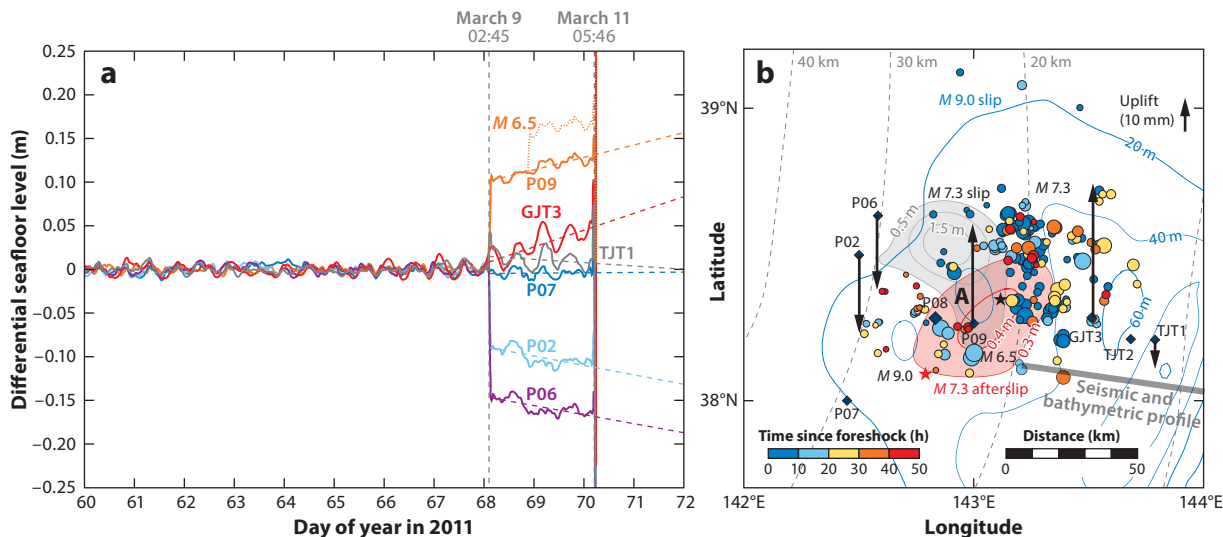 March 9
02:45
March 11
05:46
a
0.25
0.20
0.15
0.10
0.05
0
−0.05
−0.10
−0.15
−0.20
−0.25
Differential seafloor level (m)
M 6.5
P09
GJT3
TJT1
P07
P02
P06
60
61
62
63
64
65
66
67
68
69
70
71
72
Day of year in 2011
b
40 km
30 km
20 km
39°N
38°N
Latitude
M 9.0 slip
Uplift
(10 mm)
20 m
M 7.3 slip
M 7.3
P06
0.5 m
1.5 m
P02
40 m
A
P08
P09
0.4 m
0.3 m
60 m
GJT3
TJT1
TJT2
M 6.5
M 9.0
M 7.3 afterslip
P07
Seismic and
bathymetric profile
Time since foreshock (h)
0 10 20 30 40 50
Distance (km)
0 50
142°E
143°E
144°E
Longitude